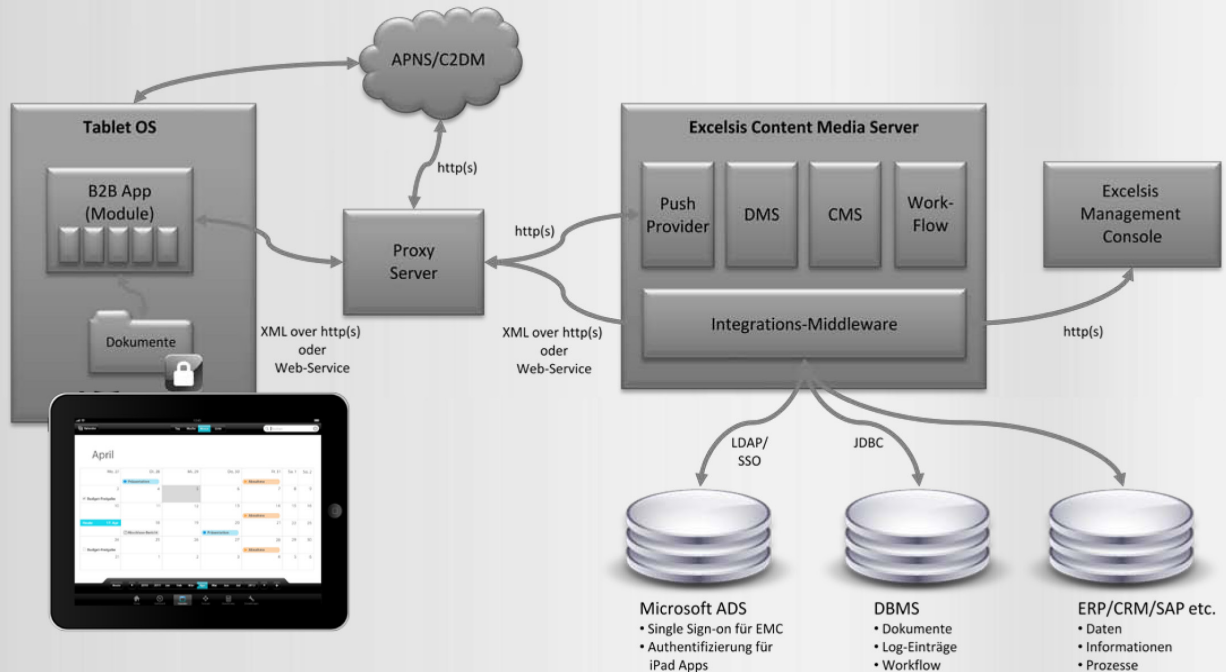 APNS/C2DM
Tablet OS
B2B App
(Module)
Dokumente
http(s)
Proxy
Server
XML over http(s)
oder
Web-Service
http(s)
XML over http(s)
oder
Web-Service
Excelsis Content Media Server
Push
Provider
DMS
CMS
Work-
Flow
Integrations-Middleware
Excelsis
Management
Console
http(s)
LDAP/
SSO
JDBC
April
Microsoft ADS
• Single Sign-on für EMC
• Authentifizierung für
iPad Apps
DBMS
• Dokumente
• Log-Einträge
• Workflow
ERP/CRM/SAP etc.
• Daten
• Informationen
• Prozesse